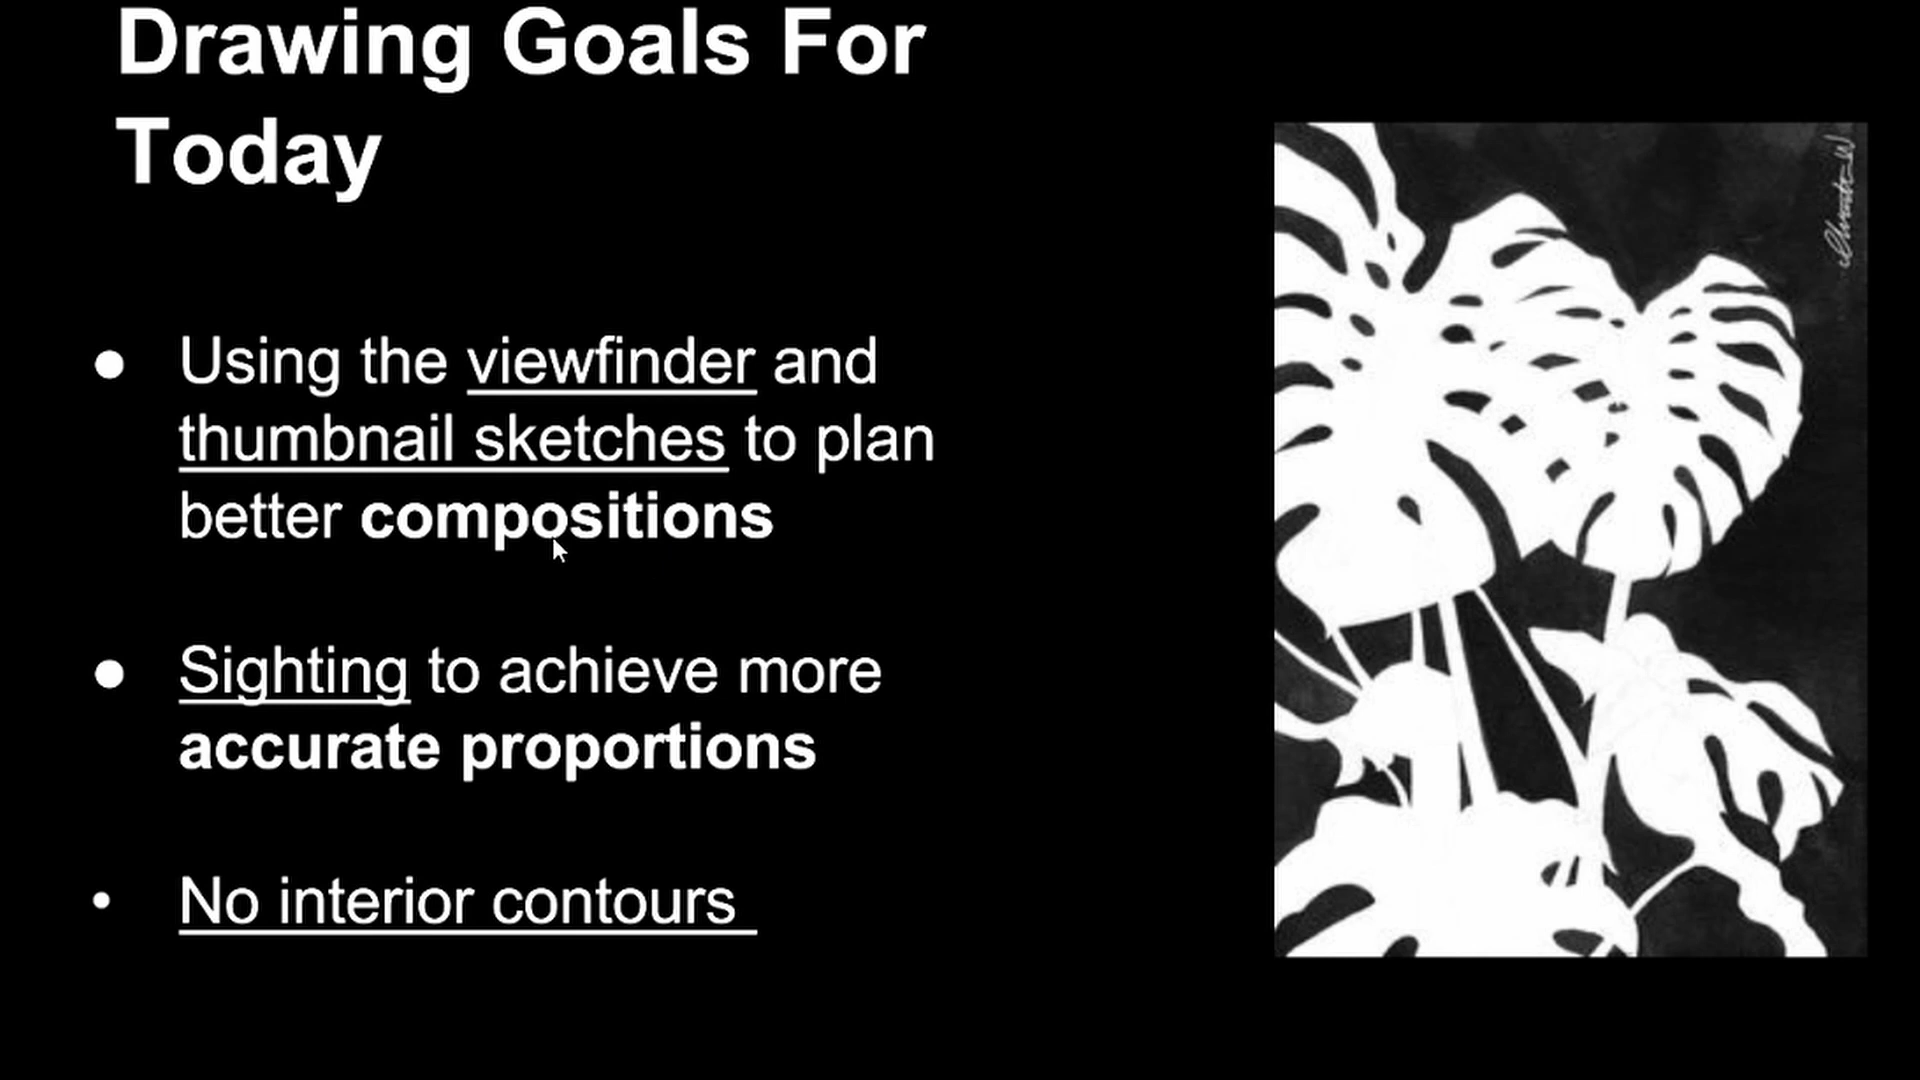 Drawing Goals For
Today
● Using the viewfinder and
thumbnail sketches to plan
better compositions
● Sighting to achieve more
accurate proportions
• No interior contours